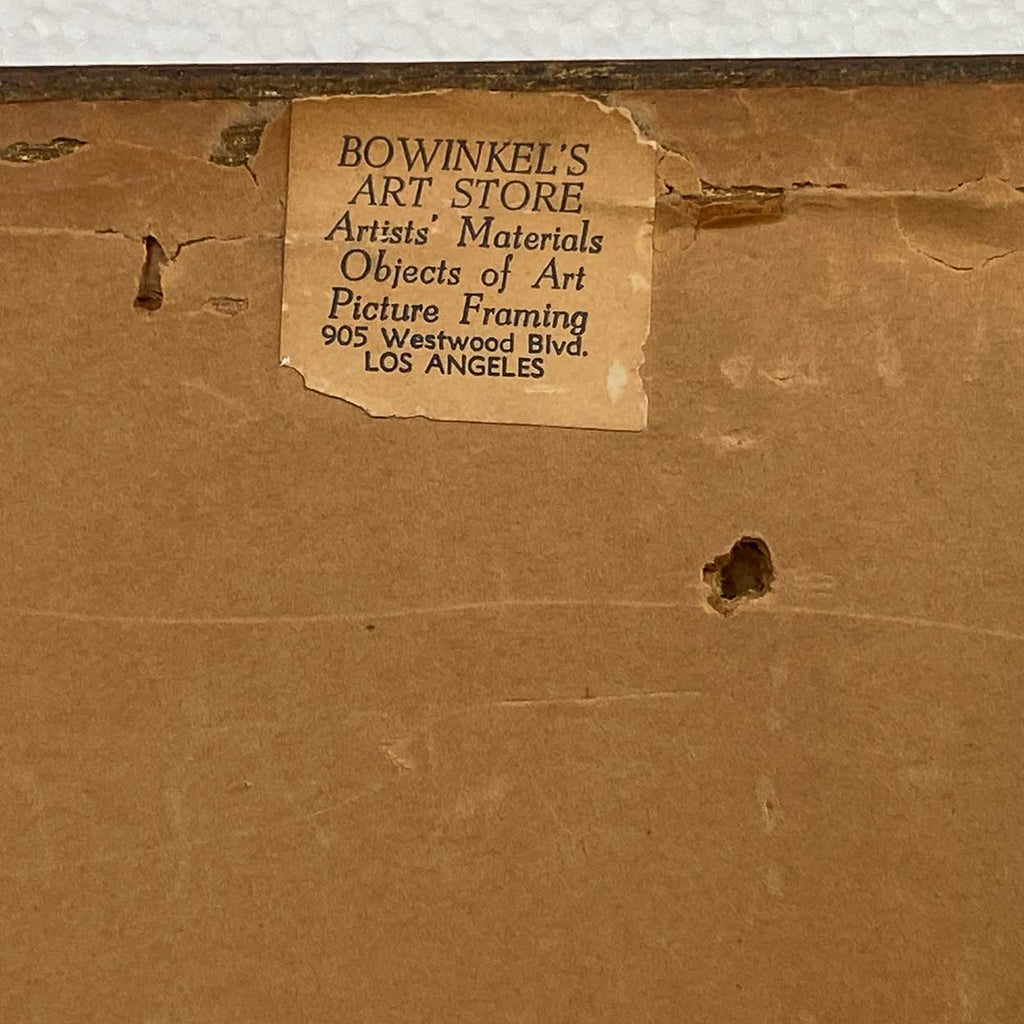 BOWINKEL'S
ART STORE
Artists' Materials
Objects of Art
Picture Framing
905 Westwood Blvd.
LOS ANGELES